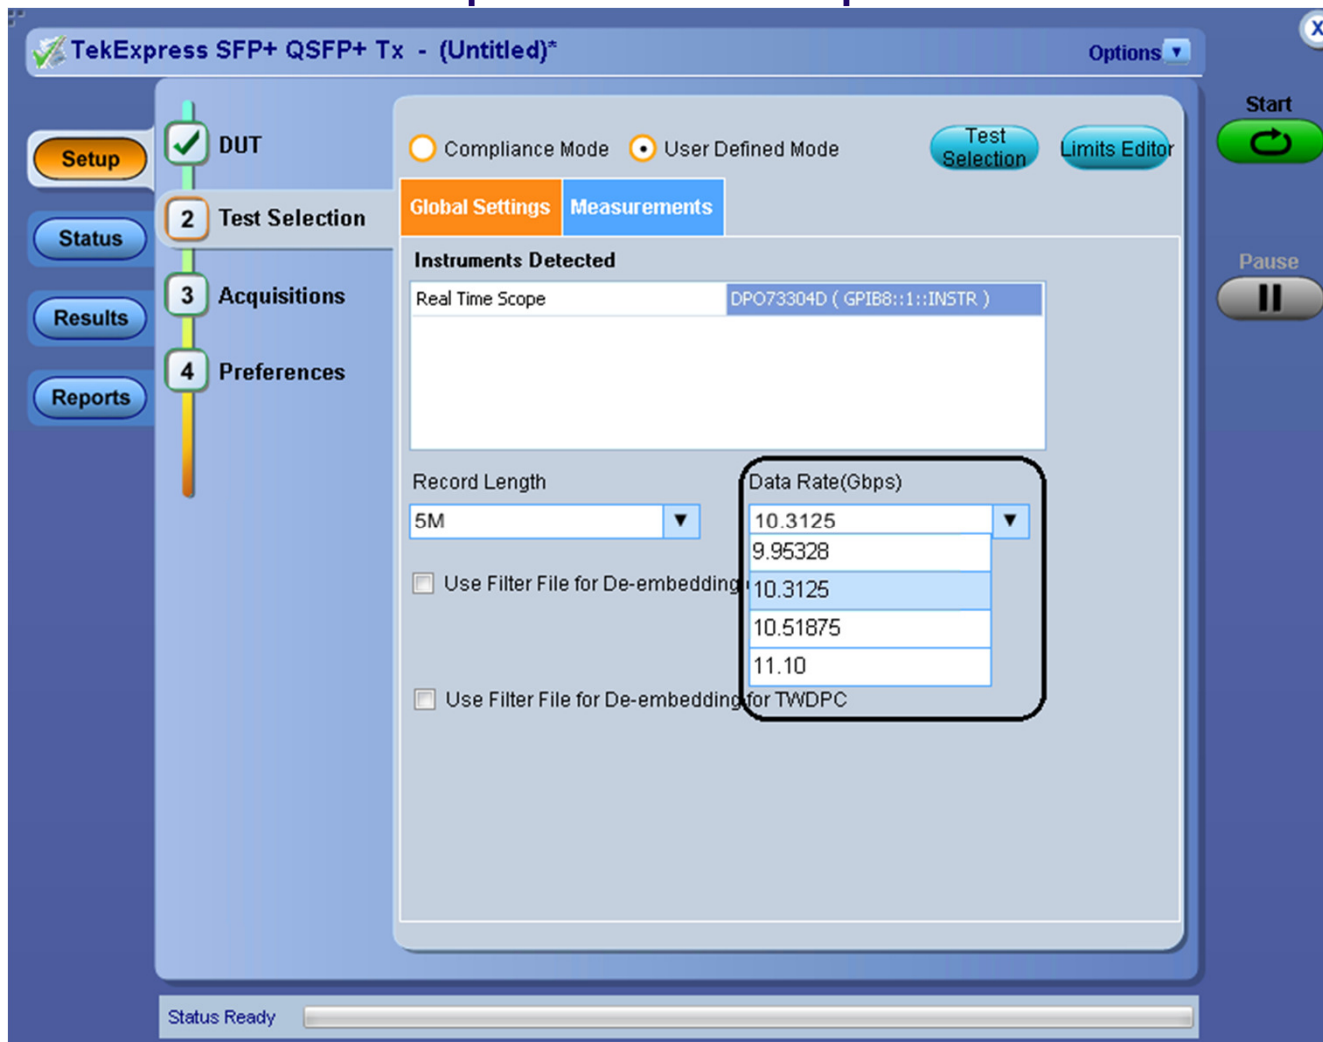 TekExpress SFP+ QSFP+ Tx - (Untitled)*
Options
Start
Setup
DUT
Compliance Mode
User Defined Mode
Test Selection
Limits Editor
Status
2 Test Selection
Global Settings
Measurements
Pause
Instruments Detected
Results
3 Acquisitions
Real Time Scope
DPO73304D ( GPIB8::1::INSTR )
Reports
4 Preferences
Record Length
Data Rate(Gbps)
5M
10.3125
9.95328
Use Filter File for De-embedding
10.3125
10.51875
11.10
Use Filter File for De-embedding for TWDPC
Status Ready